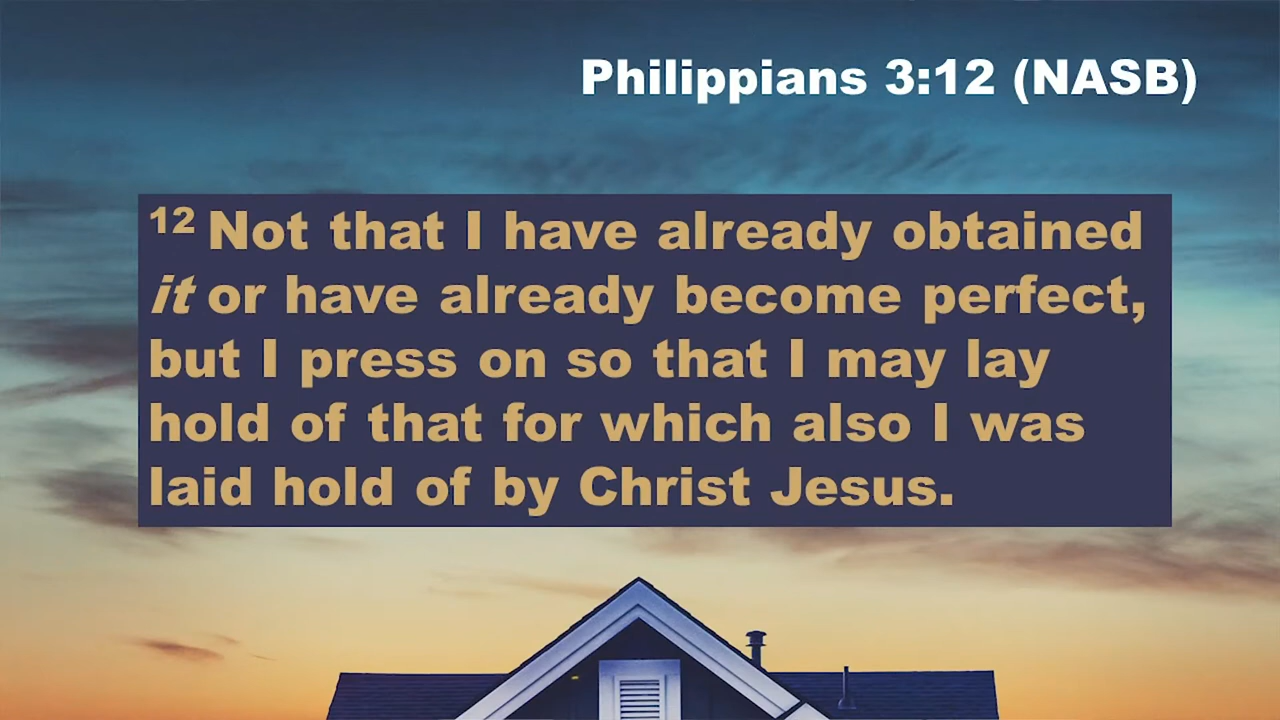 Philippians 3:12 (NASB)
12 Not that I have already obtained
it or have already become perfect,
but I press on so that I may lay
hold of that for which also I was
laid hold of by Christ Jesus.